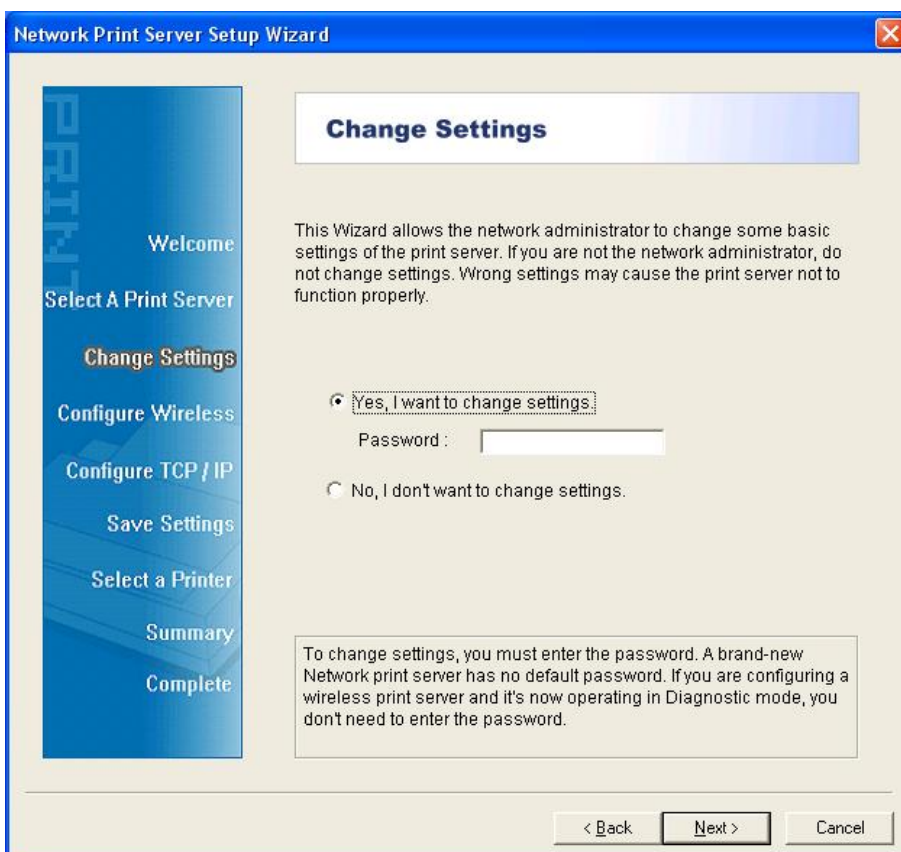 Network Print Server Setup Wizard
PRINT
Welcome
Select A Print Server
Change Settings
Configure Wireless
Configure TCP / IP
Save Settings
Select a Printer
Summary
Complete
Change Settings
This Wizard allows the network administrator to change some basic
settings of the print server. If you are not the network administrator, do
not change settings. Wrong settings may cause the print server not to
function properly.
Yes, I want to change settings.
Password :
No, I don't want to change settings.
To change settings, you must enter the password. A brand-new
Network print server has no default password. If you are configuring a
wireless print server and it's now operating in Diagnostic mode, you
don't need to enter the password.
< Back
Next >
Cancel